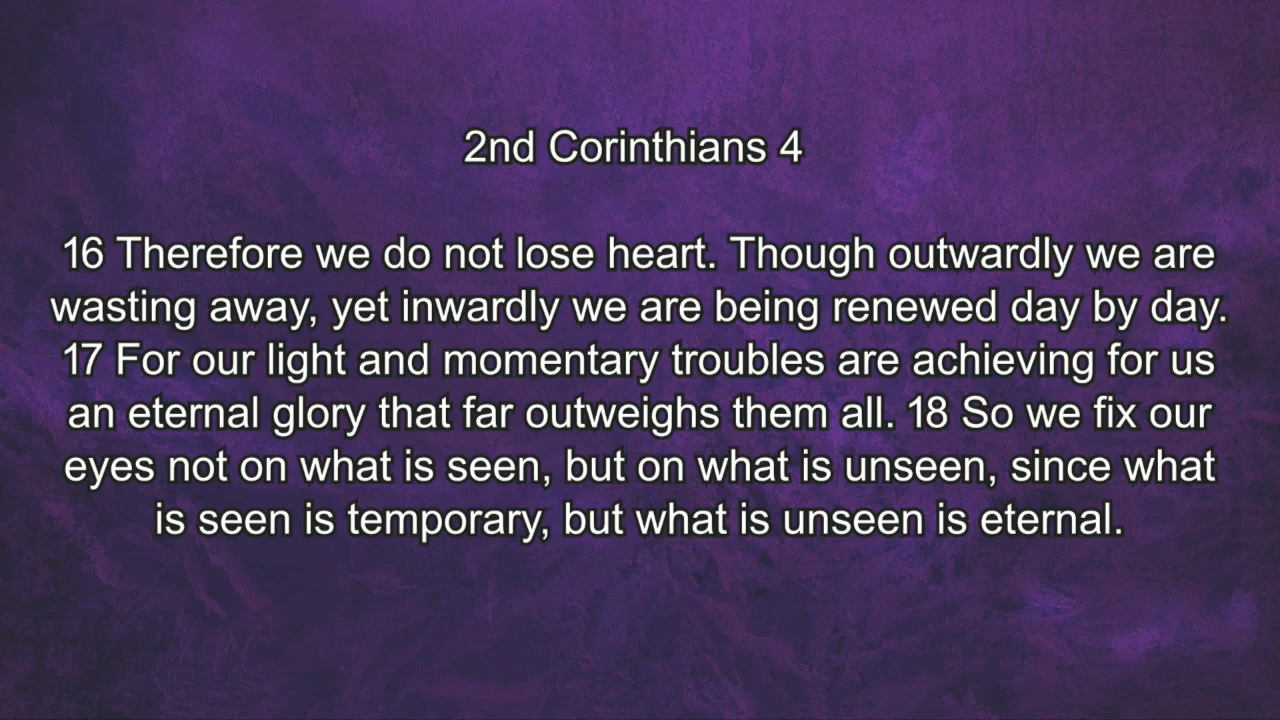 2nd Corinthians 4
16 Therefore we do not lose heart. Though outwardly we are
wasting away, yet inwardly we are being renewed day by day.
17 For our light and momentary troubles are achieving for us
an eternal glory that far outweighs them all. 18 So we fix our
eyes not on what is seen, but on what is unseen, since what
is seen is temporary, but what is unseen is eternal.